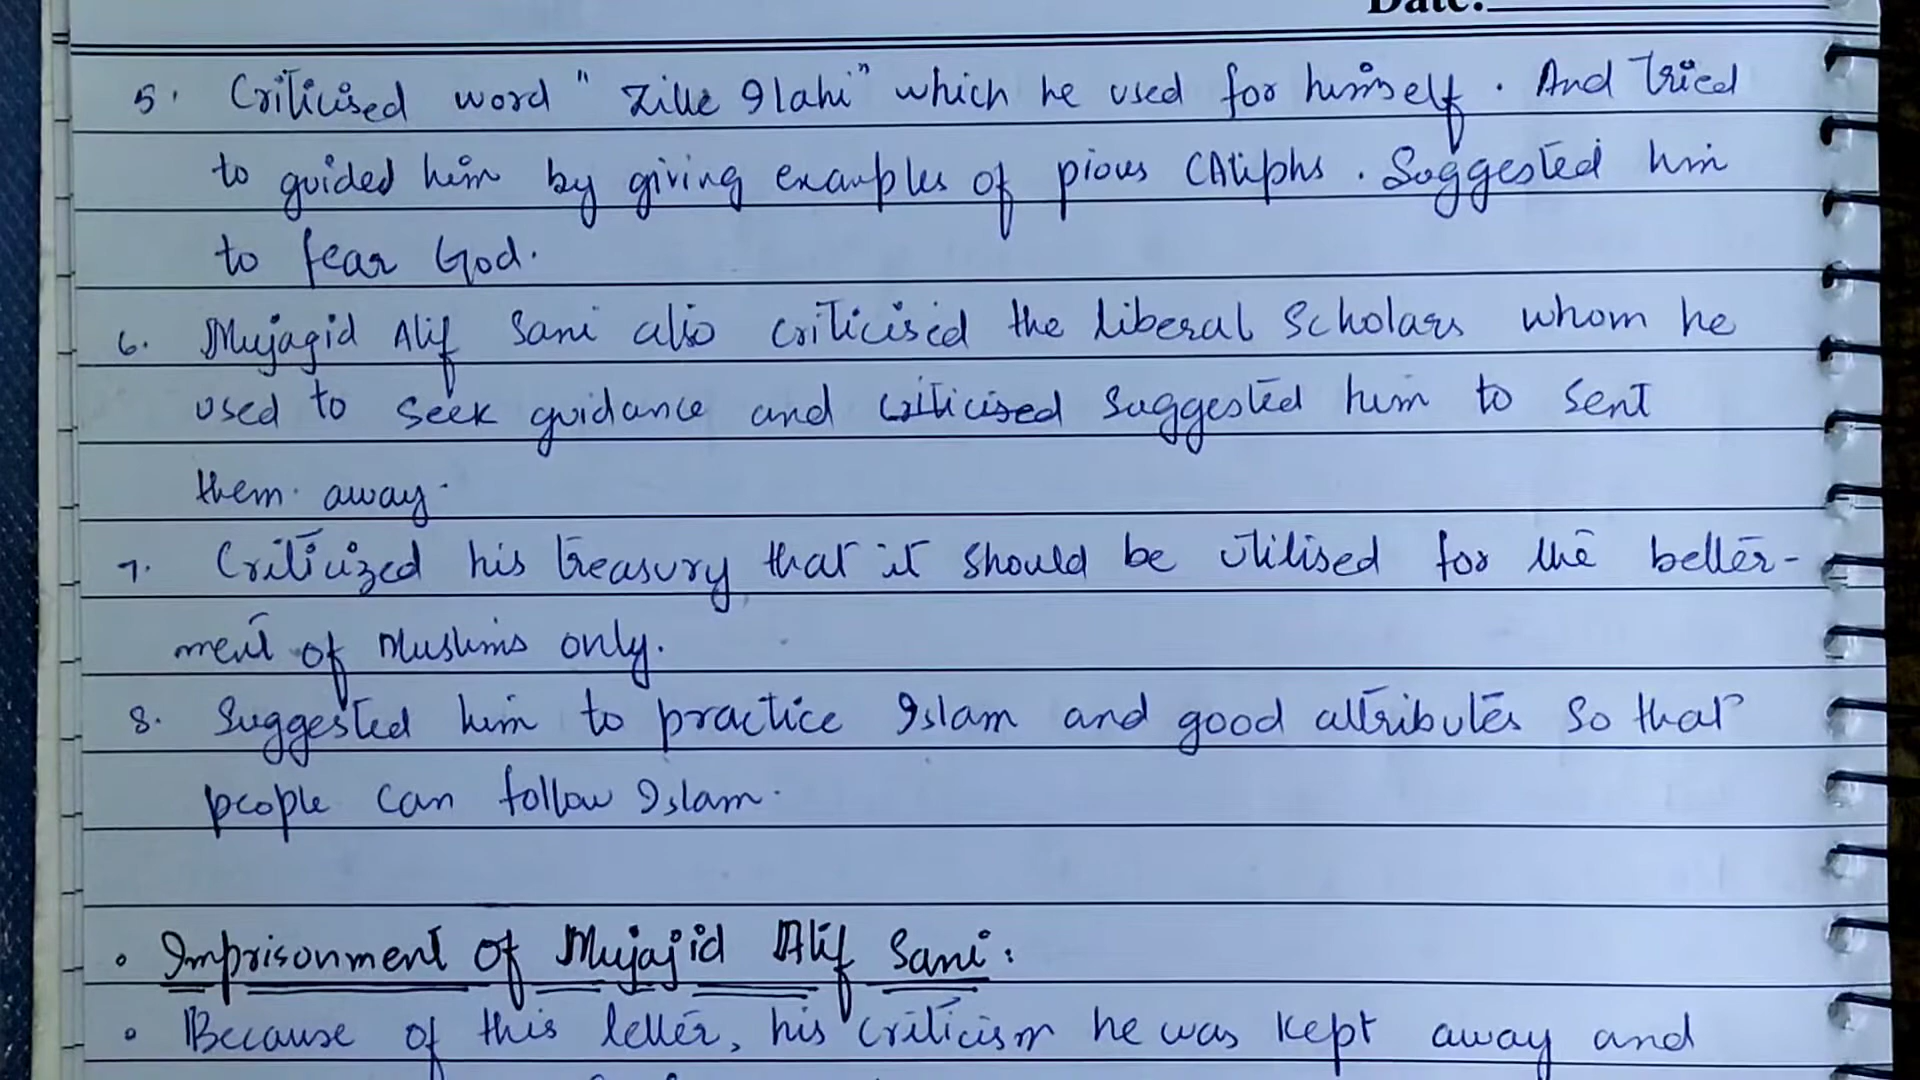 Date:
5. Criticised word "Zille Ilahi" which he used for himself. And tried
to guided him by giving examples of pious CAliphs. Suggested him
to fear God.
6. Mujagid Alif Sani also criticised the liberal scholars whom he
used to seek guidance and criticized suggested him to sent
them. away.
7. Criticized his treasury that it should be utilised for the better-
ment of Muslims only.
8. Suggested him to practice Islam and good attributes so that
people can follow Islam.
• Imprisonment of Mujajid Alif Sani:
• Because of this letter, his criticism he was kept away and